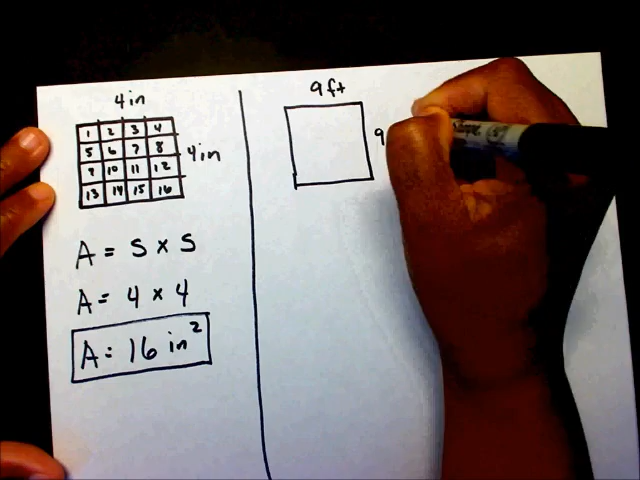 4in
1 2 3 4
5 6 7 8
9 10 11 12
13 14 15 16
4in
A = S × S
A = 4 × 4
A = 16 in²
9ft
9